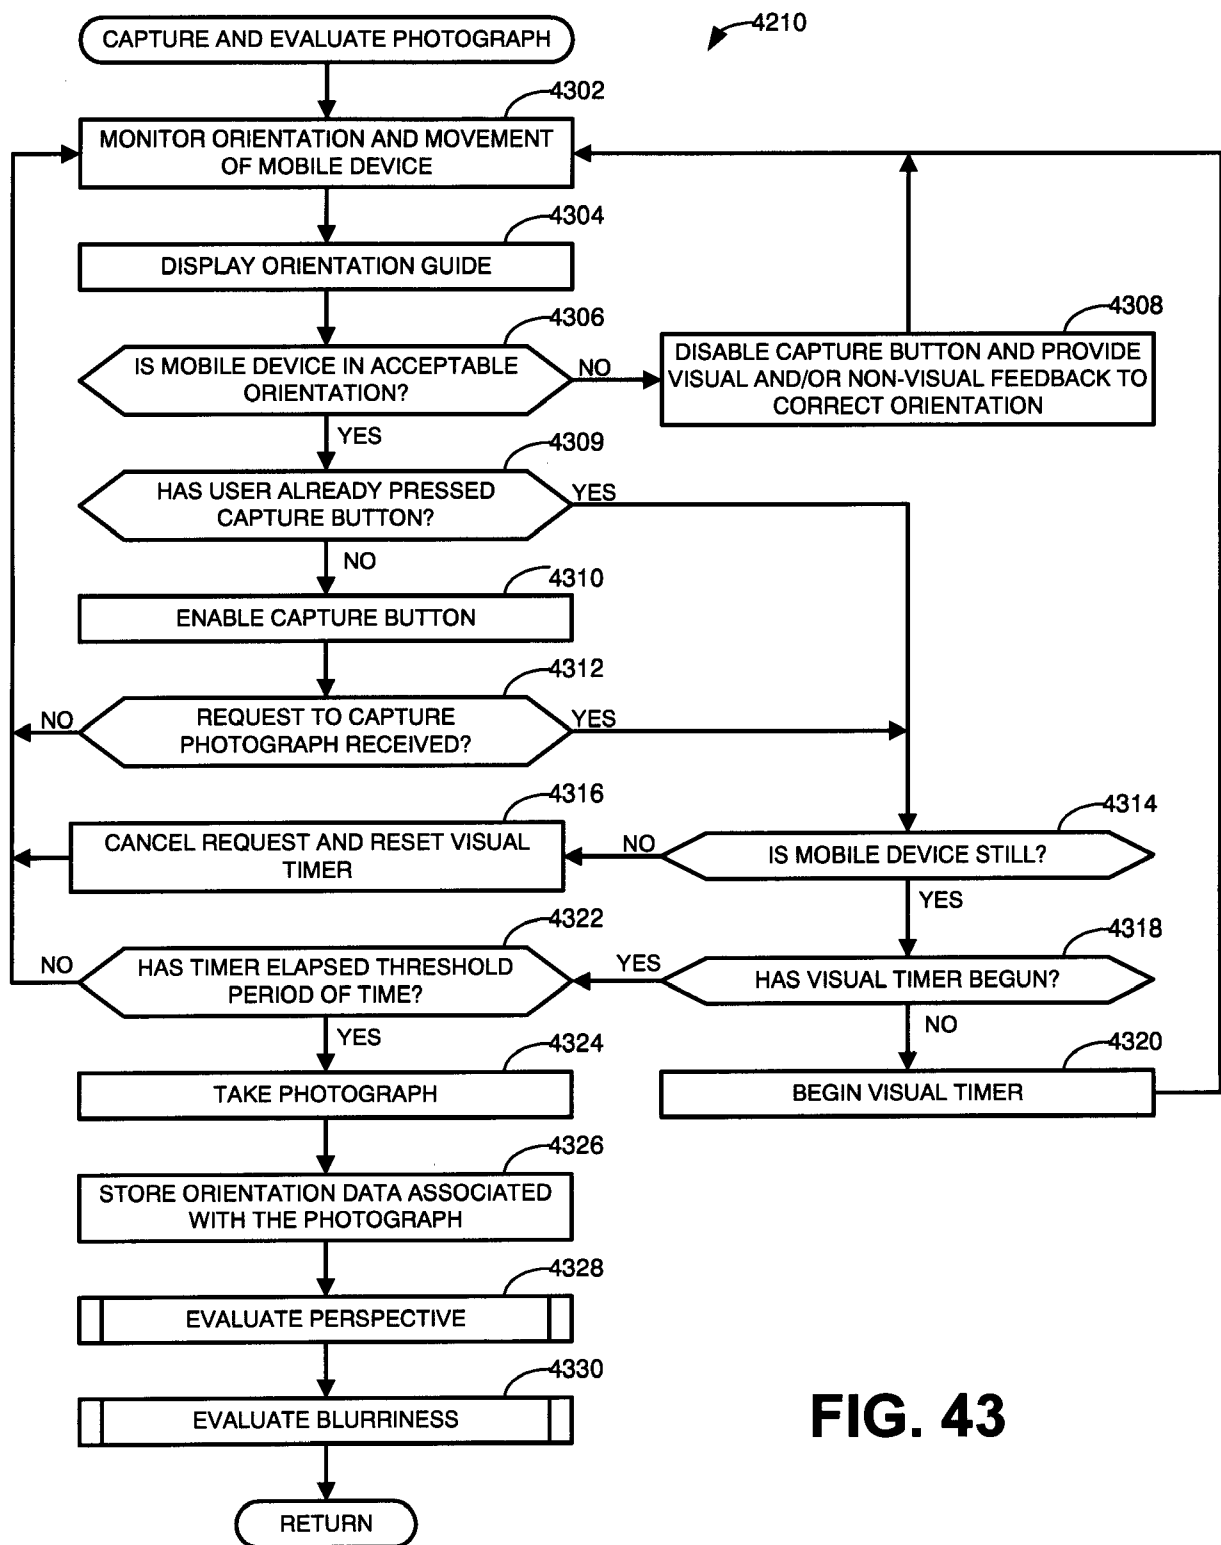 4210
CAPTURE AND EVALUATE PHOTOGRAPH
4302
MONITOR ORIENTATION AND MOVEMENT
OF MOBILE DEVICE
4304
DISPLAY ORIENTATION GUIDE
4306
IS MOBILE DEVICE IN ACCEPTABLE
ORIENTATION?
NO
4308
DISABLE CAPTURE BUTTON AND PROVIDE
VISUAL AND/OR NON-VISUAL FEEDBACK TO
CORRECT ORIENTATION
YES
4309
HAS USER ALREADY PRESSED
CAPTURE BUTTON?
YES
NO
4310
ENABLE CAPTURE BUTTON
4312
NO
REQUEST TO CAPTURE
PHOTOGRAPH RECEIVED?
YES
4316
CANCEL REQUEST AND RESET VISUAL
TIMER
NO
4314
IS MOBILE DEVICE STILL?
YES
4322
NO
HAS TIMER ELAPSED THRESHOLD
PERIOD OF TIME?
YES
4318
HAS VISUAL TIMER BEGUN?
NO
YES
4324
TAKE PHOTOGRAPH
4320
BEGIN VISUAL TIMER
4326
STORE ORIENTATION DATA ASSOCIATED
WITH THE PHOTOGRAPH
4328
EVALUATE PERSPECTIVE
4330
EVALUATE BLURRINESS
RETURN
FIG. 43